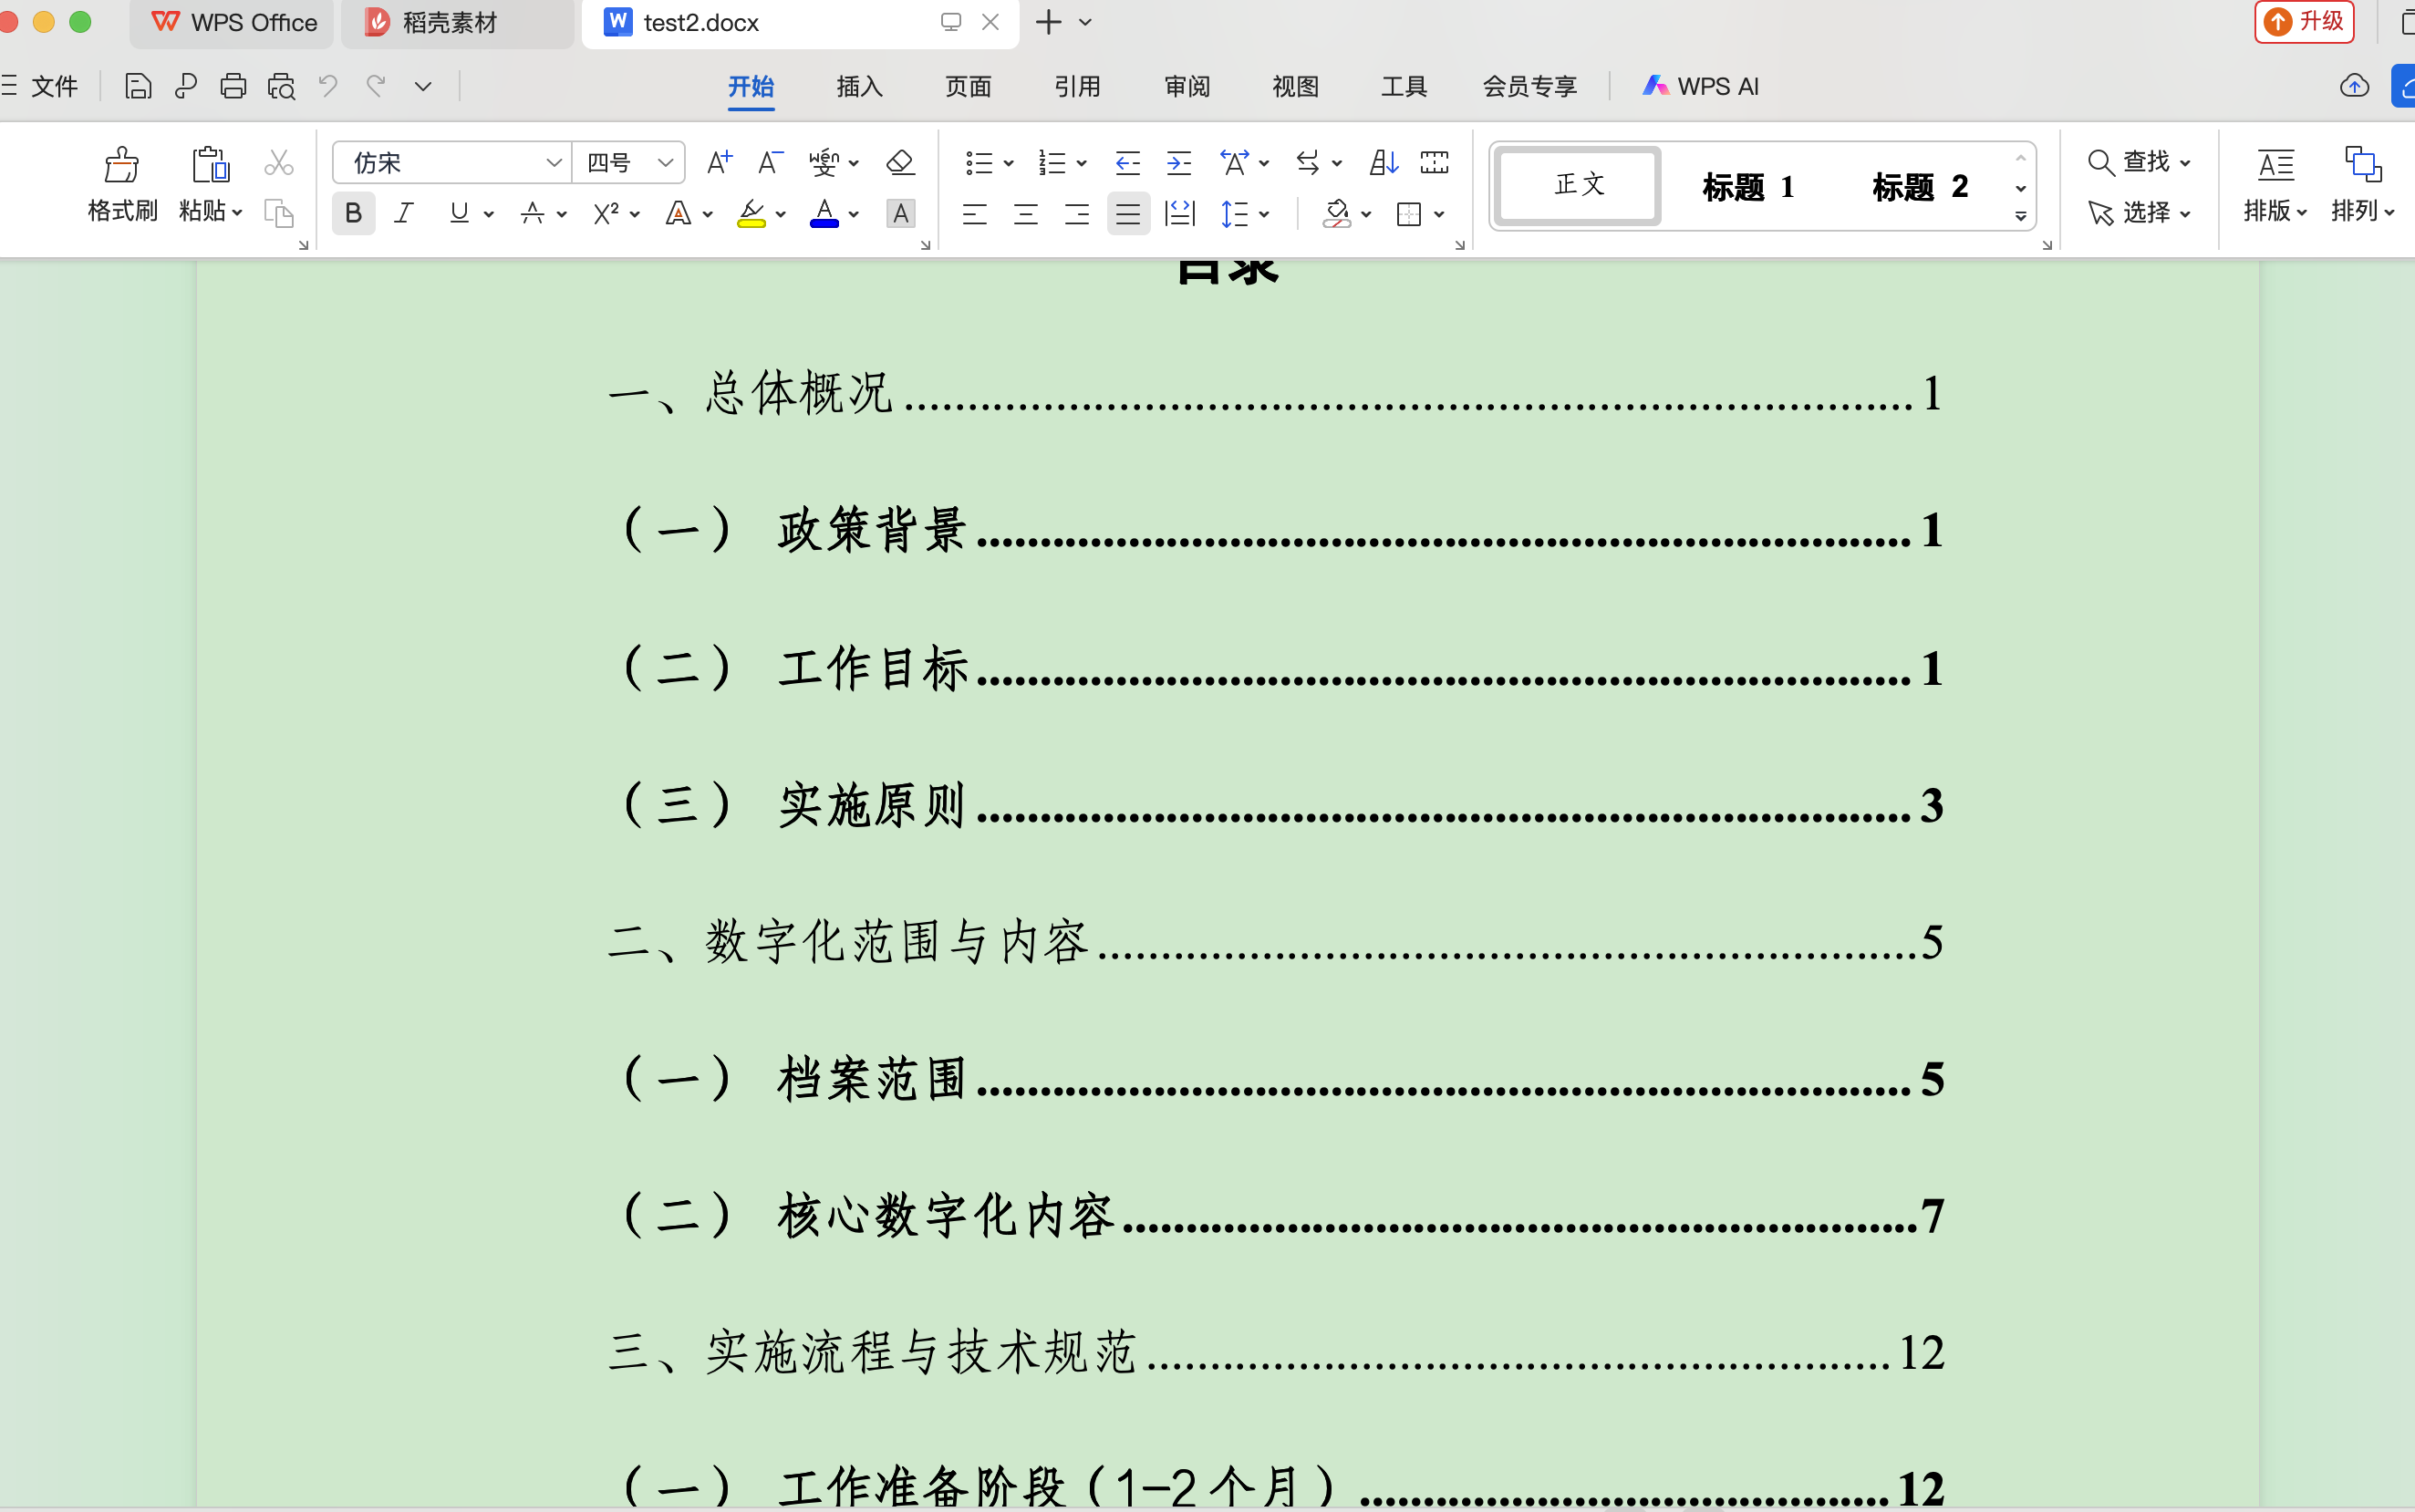 WPS Office 稻壳素材 test2.docx 升级
文件 开始 插入 页面 引用 审阅 视图 工具 会员专享 WPS AI
格式刷 粘贴 仿宋 四号 正文 标题 1 标题 2 查找 选择 排版 排列
目录
一、总体概况 1
（一） 政策背景 1
（二） 工作目标 1
（三） 实施原则 3
二、数字化范围与内容 5
（一） 档案范围 5
（二） 核心数字化内容 7
三、实施流程与技术规范 12
（一） 工作准备阶段（1-2个月） 12